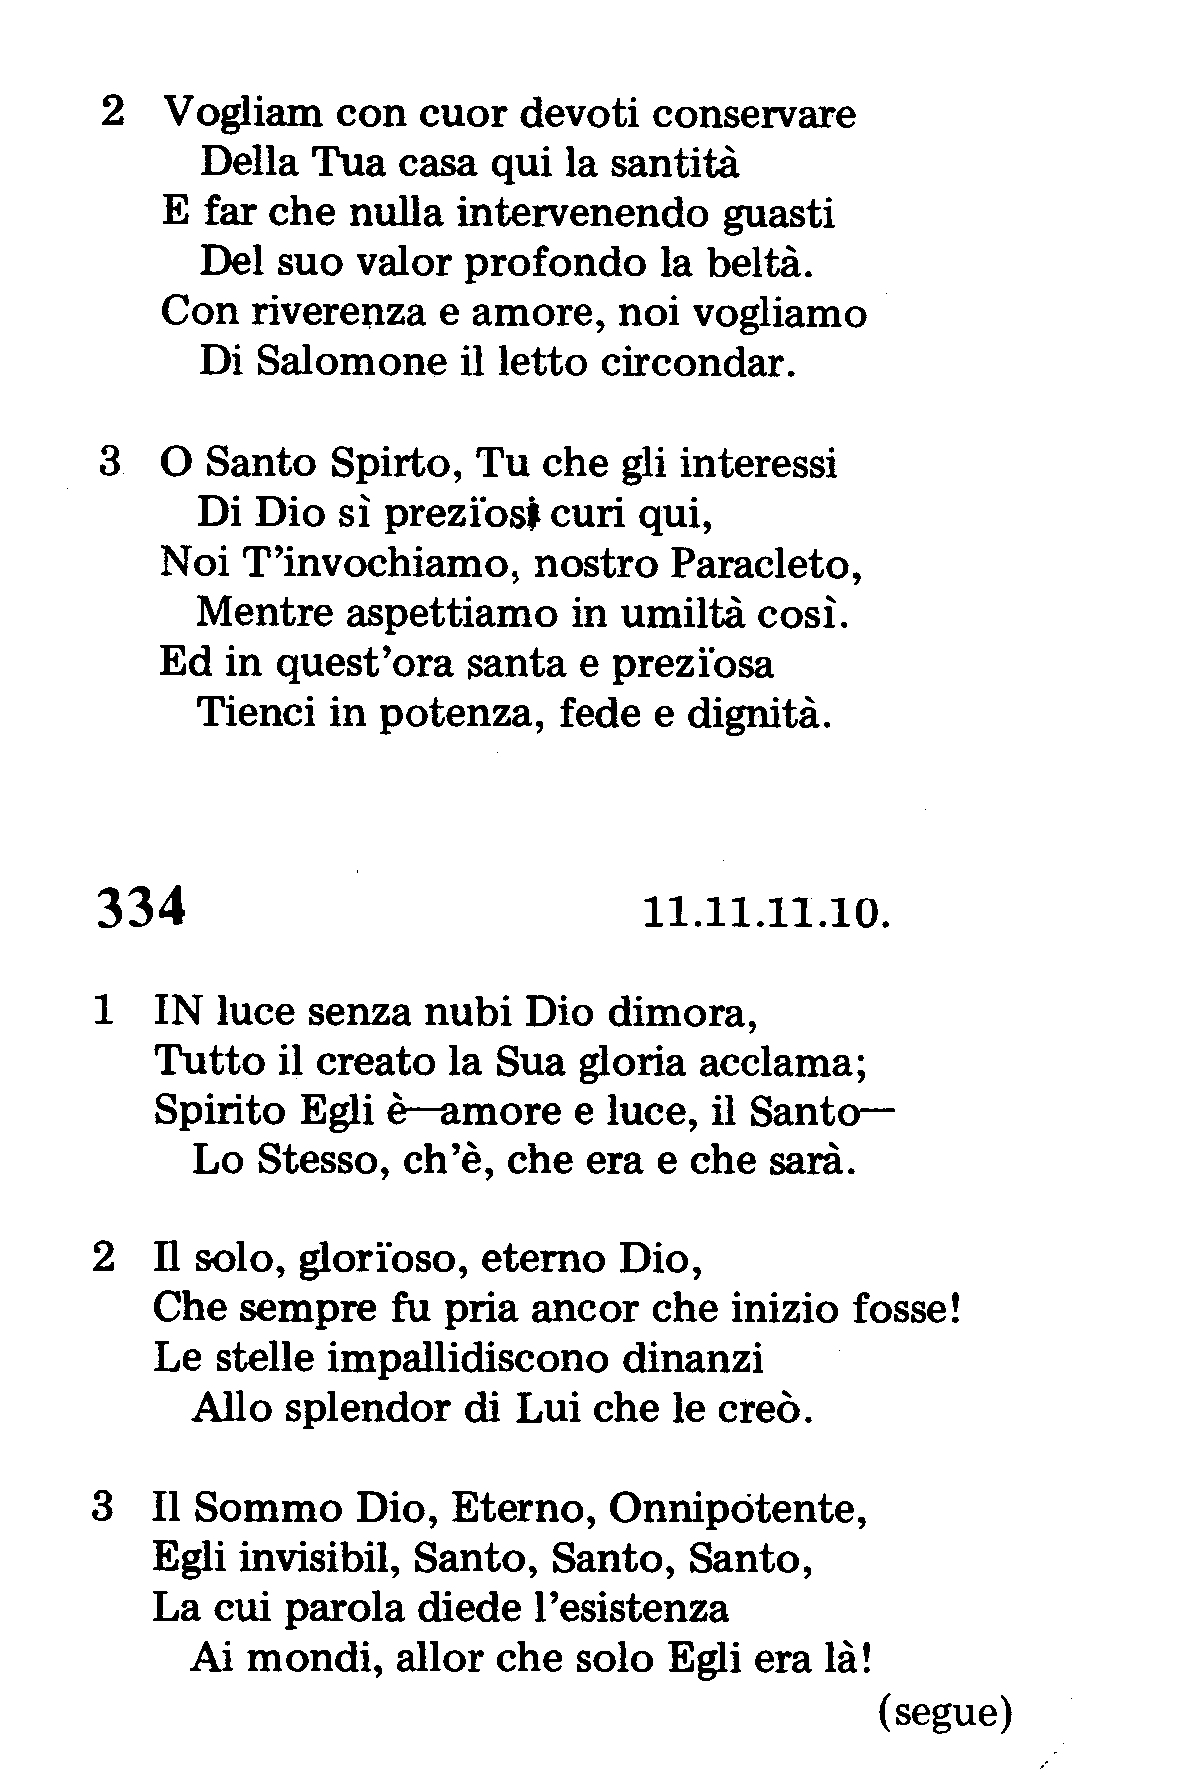 2 Vogliam con cuor devoti conservare
Della Tua casa qui la santità
E far che nulla intervenendo guasti
Del suo valor profondo la beltà.
Con riverenza e amore, noi vogliamo
Di Salomone il letto circondar.
3 O Santo Spirto, Tu che gli interessi
Di Dio sì prezïosi curi qui,
Noi T’invochiamo, nostro Paracleto,
Mentre aspettiamo in umiltà così.
Ed in quest’ora santa e prezïosa
Tienci in potenza, fede e dignità.
334 11.11.11.10.
1 IN luce senza nubi Dio dimora,
Tutto il creato la Sua gloria acclama;
Spirito Egli è—amore e luce, il Santo—
Lo Stesso, ch’è, che era e che sarà.
2 Il solo, glorïoso, eterno Dio,
Che sempre fu pria ancor che inizio fosse!
Le stelle impallidiscono dinanzi
Allo splendor di Lui che le creò.
3 Il Sommo Dio, Eterno, Onnipotente,
Egli invisibil, Santo, Santo, Santo,
La cui parola diede l’esistenza
Ai mondi, allor che solo Egli era là!
(segue)